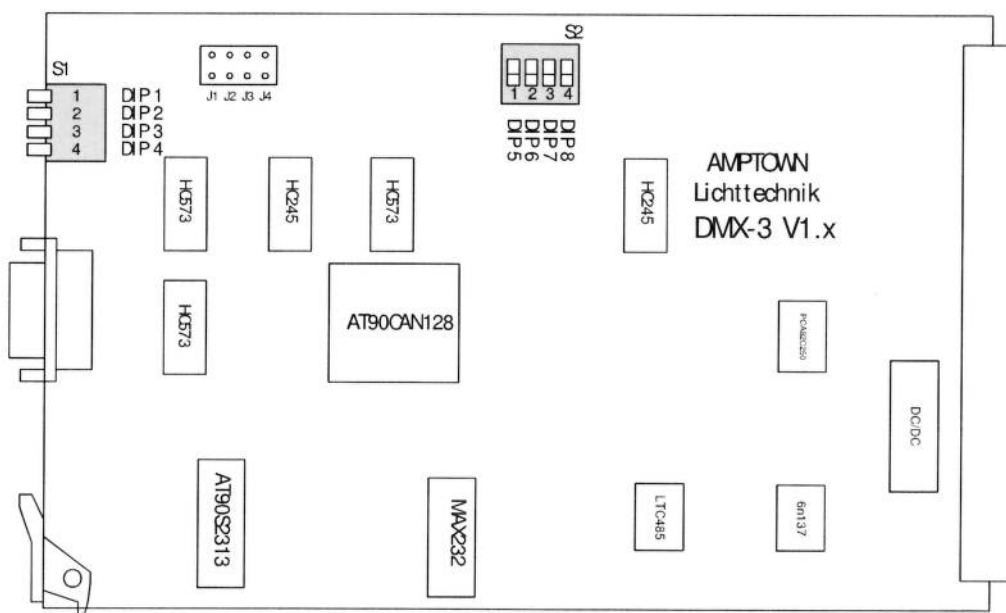 S1
1 DIP1
2 DIP2
3 DIP3
4 DIP4
J1 J2 J3 J4
S2
1 2 3 4
DIP5 DIP6 DIP7 DIP8
HC573
HC245
HC573
HC245
AMPTOWN
Lichttechnik
DMX-3 V1.x
HC573
AT90CAN128
PCA82C250
DC/DC
AT90S2313
MAX232
LTC485
6n137